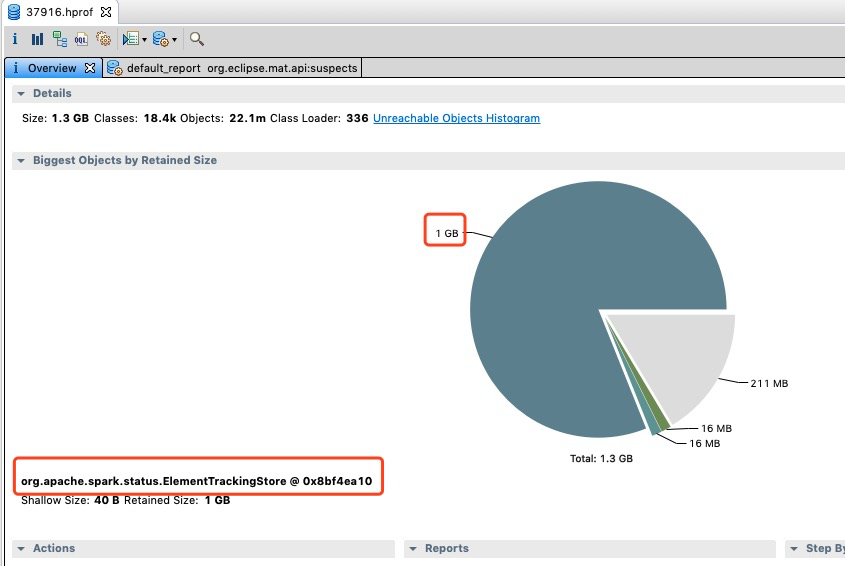 37916.hprof
i OQL
i Overview default_report org.eclipse.mat.api:suspects
Details
Size: 1.3 GB Classes: 18.4k Objects: 22.1m Class Loader: 336 Unreachable Objects Histogram
Biggest Objects by Retained Size
1 GB
211 MB
16 MB
16 MB
Total: 1.3 GB
org.apache.spark.status.ElementTrackingStore @ 0x8bf4ea10
Shallow Size: 40 B Retained Size: 1 GB
Actions
Reports
Step By